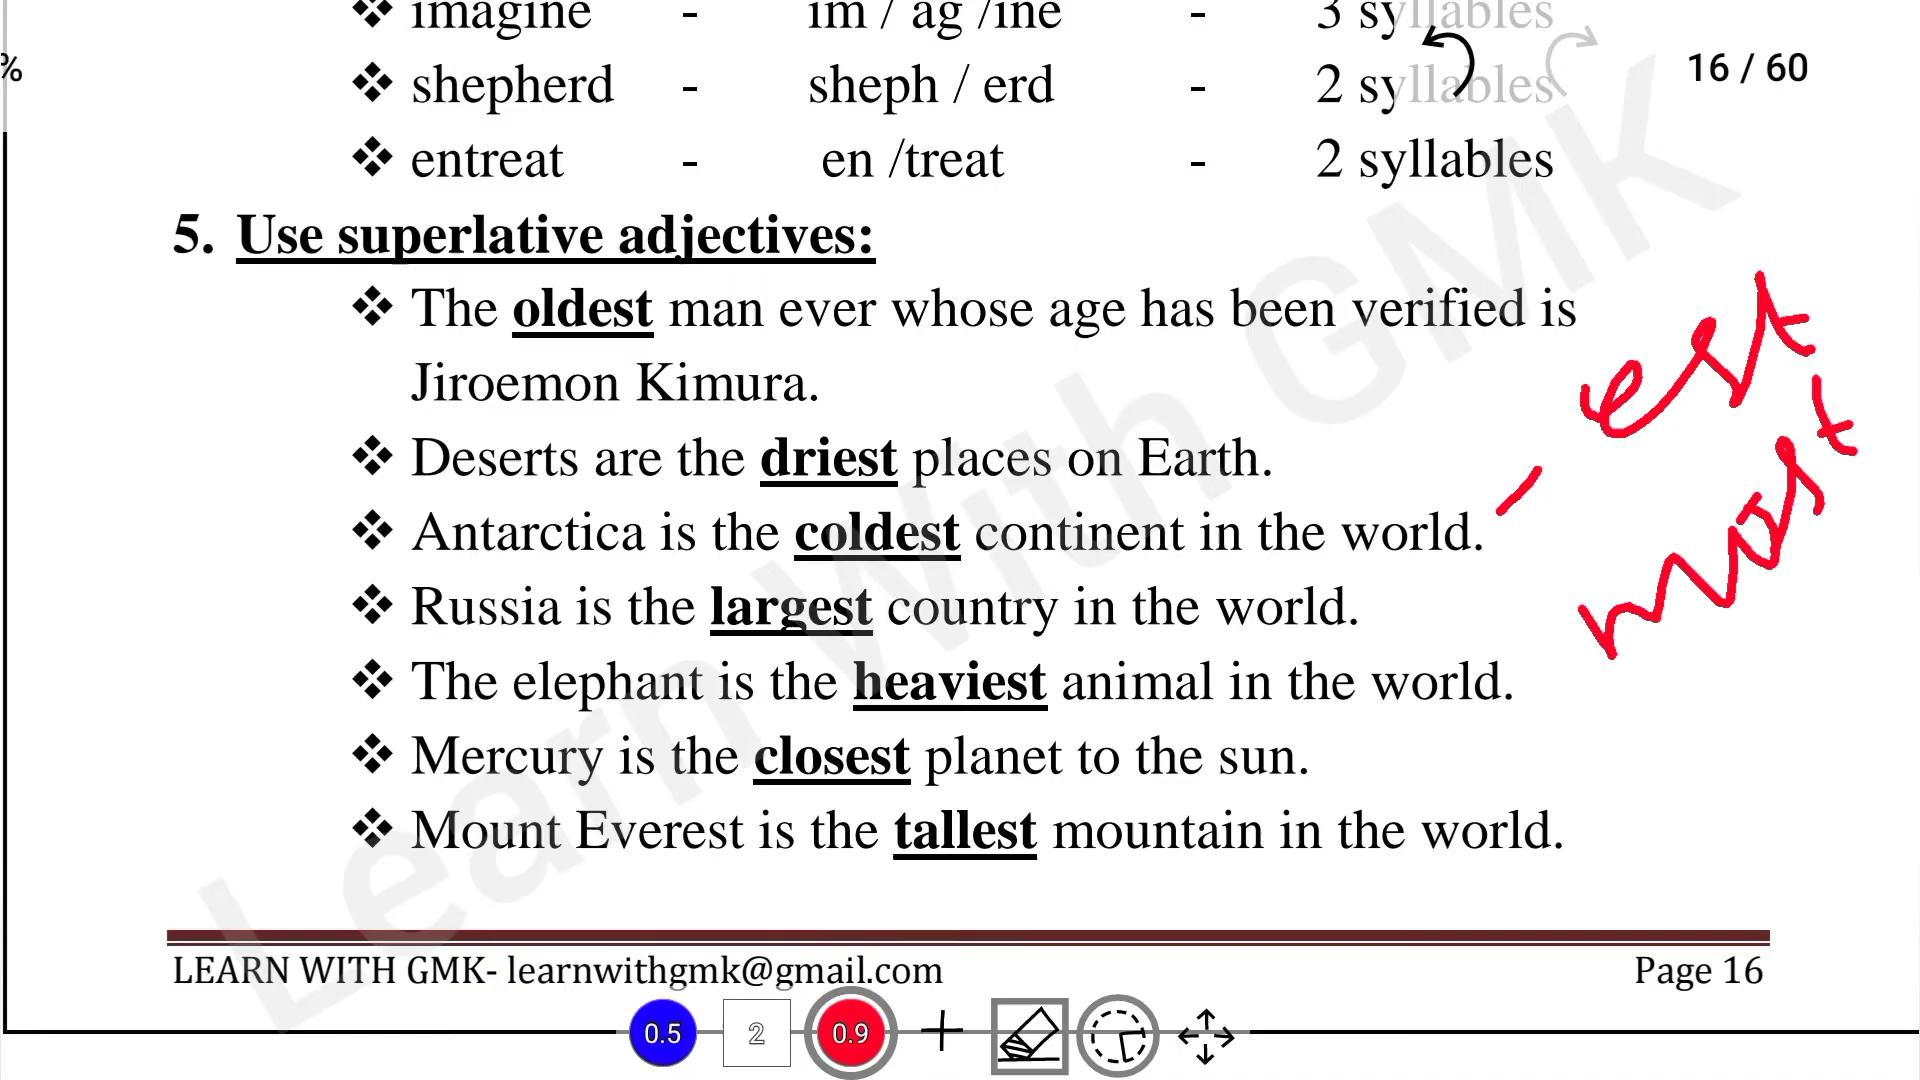 ❖ imagine - im / ag /ine - 3 syllables
% ❖ shepherd - sheph / erd - 2 syllables 16 / 60
❖ entreat - en /treat - 2 syllables
5. Use superlative adjectives:
❖ The oldest man ever whose age has been verified is
Jiroemon Kimura.
- est
❖ Deserts are the driest places on Earth.
❖ Antarctica is the coldest continent in the world.
most
❖ Russia is the largest country in the world.
❖ The elephant is the heaviest animal in the world.
❖ Mercury is the closest planet to the sun.
❖ Mount Everest is the tallest mountain in the world.
Learn With GMK
LEARN WITH GMK- learnwithgmk@gmail.com Page 16
0.5 2 0.9